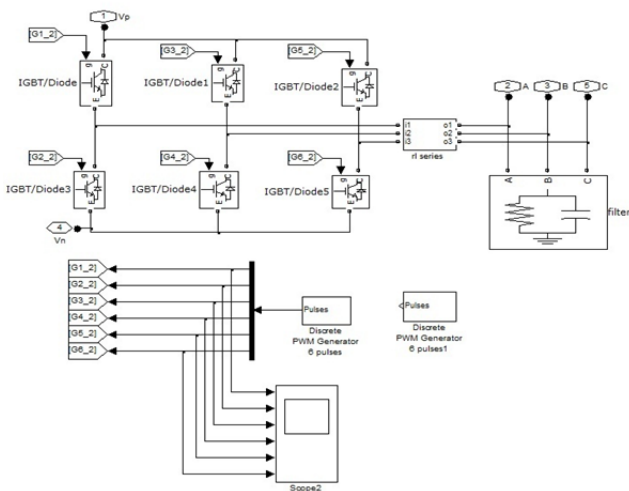 1 Vp
[G1_2]
[G3_2]
[G5_2]
g C
g C
g C
IGBT/Diode
IGBT/Diode1
IGBT/Diode2
E
E
E
2 A
3 B
5 C
i1 o1
i2 o2
i3 o3
rl series
[G2_2]
[G4_2]
[G6_2]
g C
g C
g C
IGBT/Diode3
IGBT/Diode4
IGBT/Diode5
E
E
E
A B C
filter
4
Vn
[G1_2]
[G2_2]
[G3_2]
[G4_2]
[G5_2]
[G6_2]
Pulses
Discrete
PWM Generator
6 pulses
Pulses
Discrete
PWM Generator
6 pulses1
Scope2